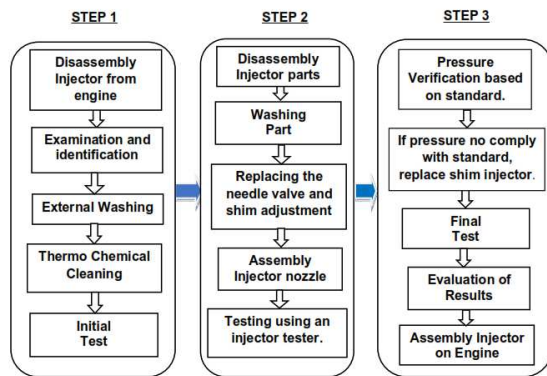 STEP 1
Disassembly
Injector from
engine
Examination and
identification
External Washing
Thermo Chemical
Cleaning
Initial
Test
STEP 2
Disassembly
Injector parts
Washing
Part
Replacing the
needle valve and
shim adjustment
Assembly
Injector nozzle
Testing using an
injector tester.
STEP 3
Pressure
Verification based
on standard.
If pressure no comply
with standard,
replace shim injector.
Final
Test
Evaluation of
Results
Assembly Injector
on Engine